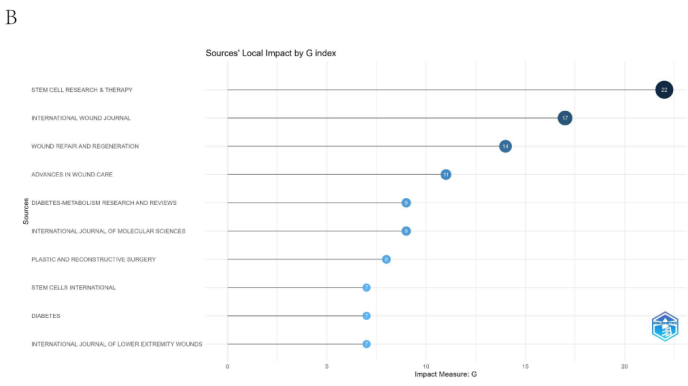 B
Sources' Local Impact by G index
STEM CELL RESEARCH & THERAPY
22
INTERNATIONAL WOUND JOURNAL
17
WOUND REPAIR AND REGENERATION
14
ADVANCES IN WOUND CARE
11
DIABETES-METABOLISM RESEARCH AND REVIEWS
9
INTERNATIONAL JOURNAL OF MOLECULAR SCIENCES
9
PLASTIC AND RECONSTRUCTIVE SURGERY
8
STEM CELLS INTERNATIONAL
7
DIABETES
7
INTERNATIONAL JOURNAL OF LOWER EXTREMITY WOUNDS
7
Sources
0 5 10 15 20
Impact Measure: G